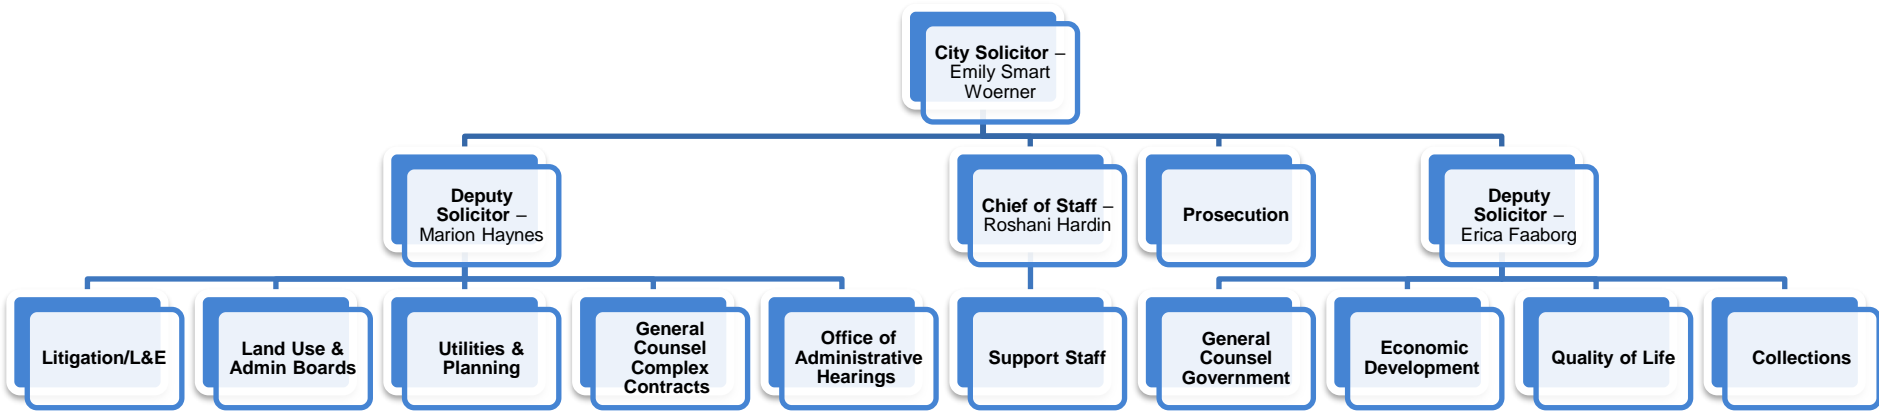 City Solicitor –
Emily Smart
Woerner
Deputy
Solicitor –
Marion Haynes
Chief of Staff –
Roshani Hardin
Prosecution
Deputy
Solicitor –
Erica Faaborg
Litigation/L&E
Land Use &
Admin Boards
Utilities &
Planning
General
Counsel
Complex
Contracts
Office of
Administrative
Hearings
Support Staff
General
Counsel
Government
Economic
Development
Quality of Life
Collections